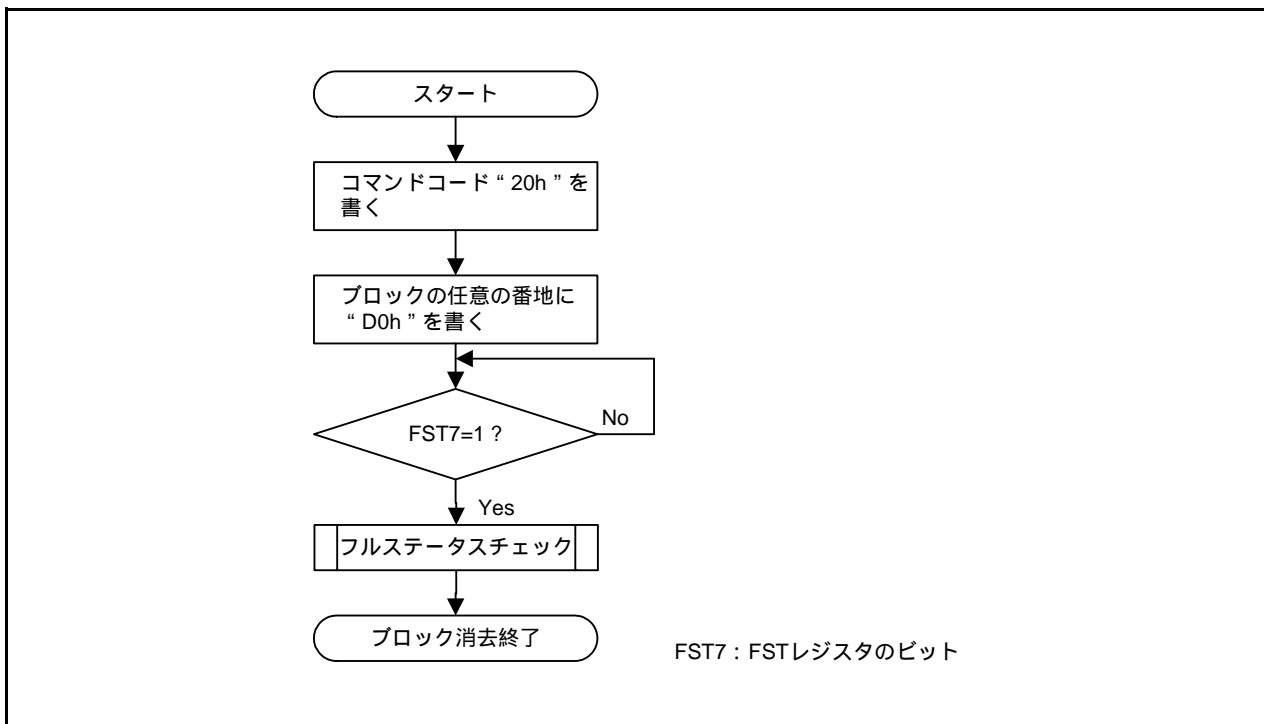 スタート
コマンドコード“20h”を
書く
ブロックの任意の番地に
“D0h”を書く
FST7=1？
No
Yes
フルステータスチェック
ブロック消去終了
FST7：FSTレジスタのビット